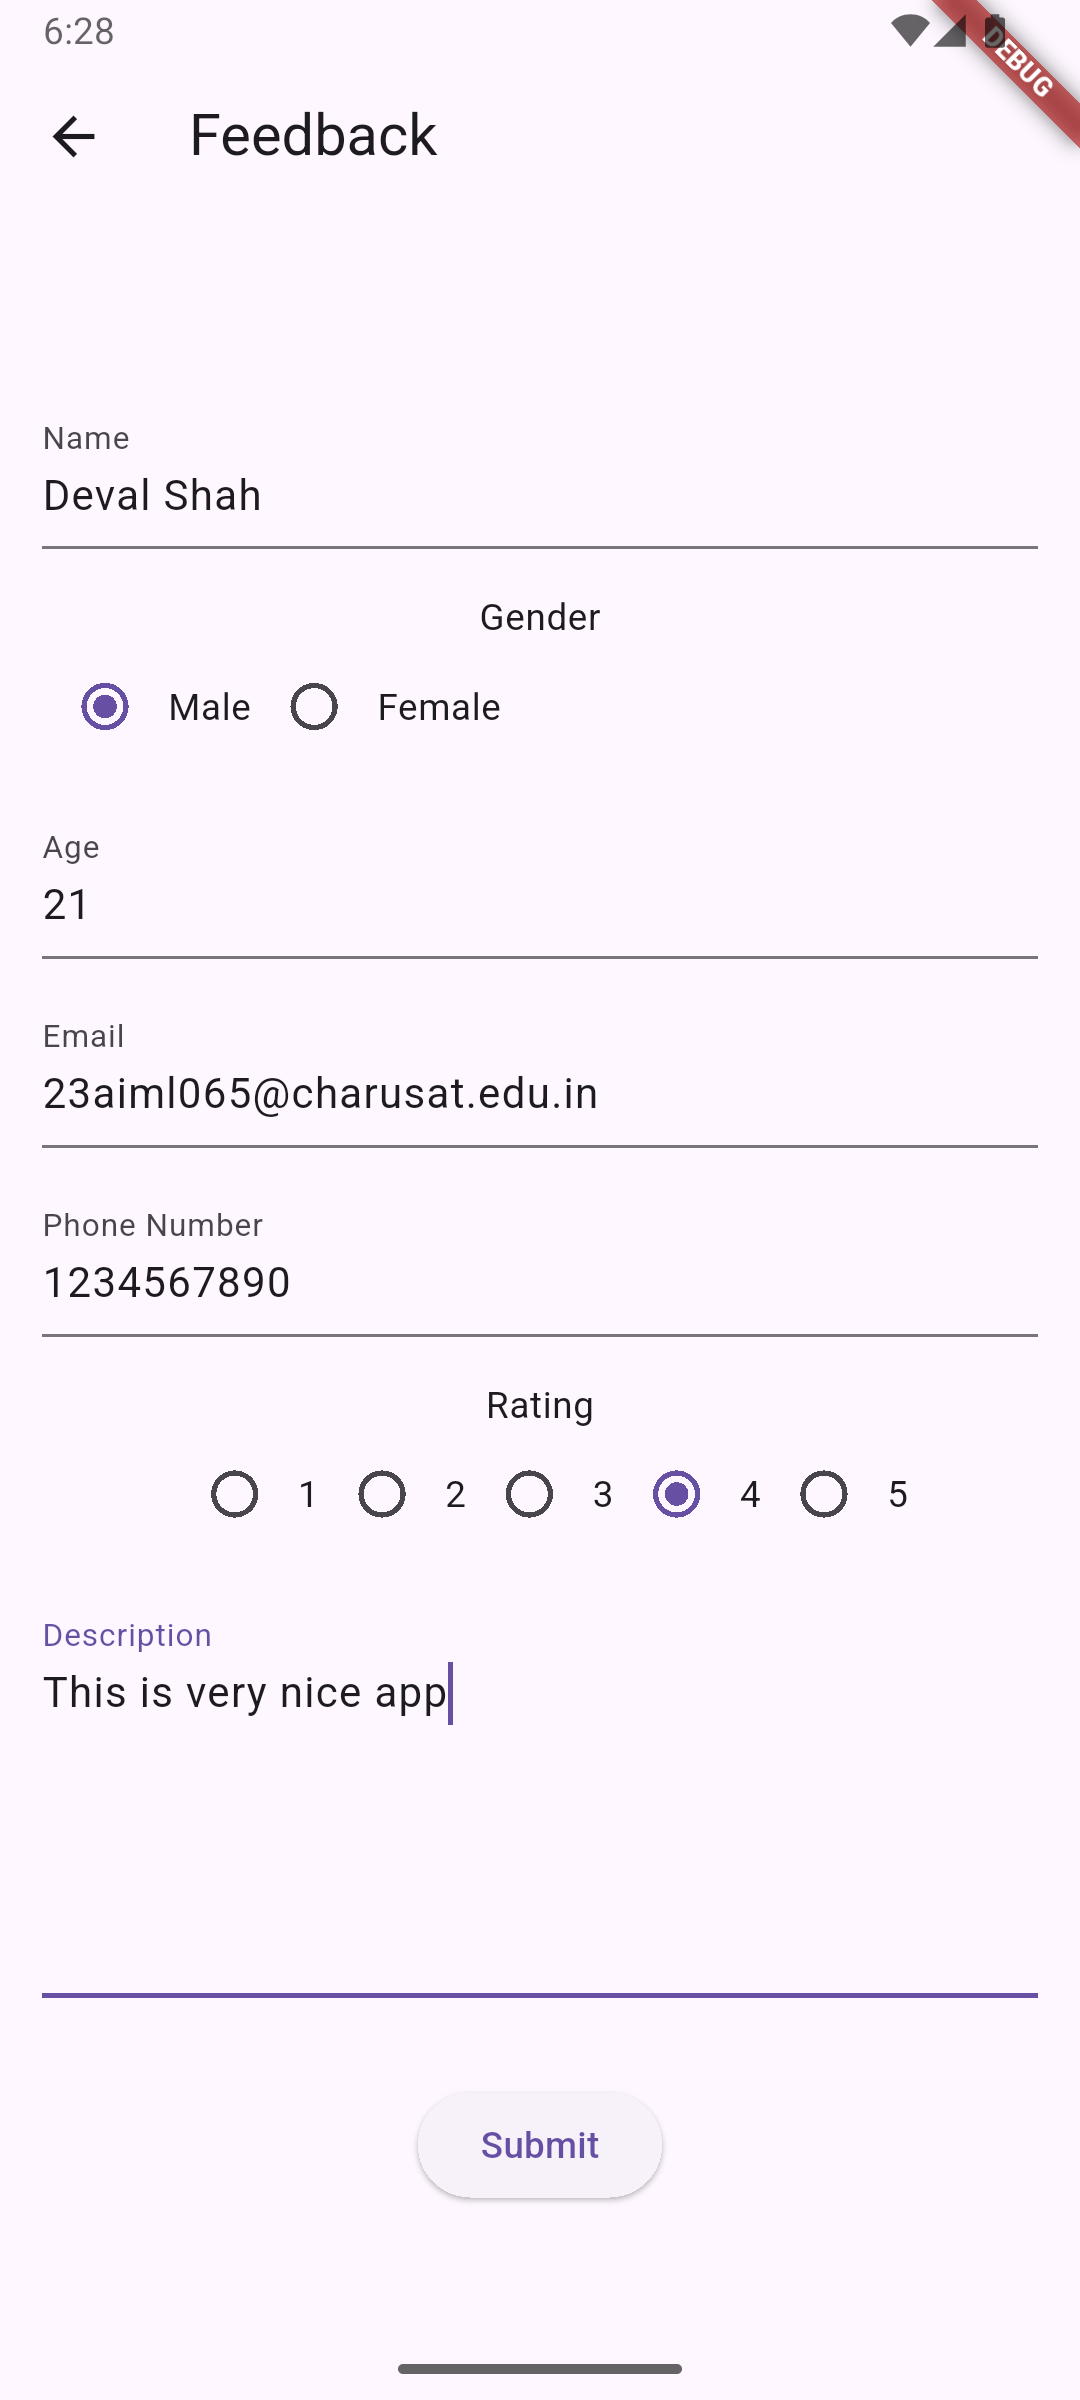 6:28
DEBUG
Feedback
Name
Deval Shah
Gender
Male Female
Age
21
Email
23aiml065@charusat.edu.in
Phone Number
1234567890
Rating
1 2 3 4 5
Description
This is very nice app
Submit